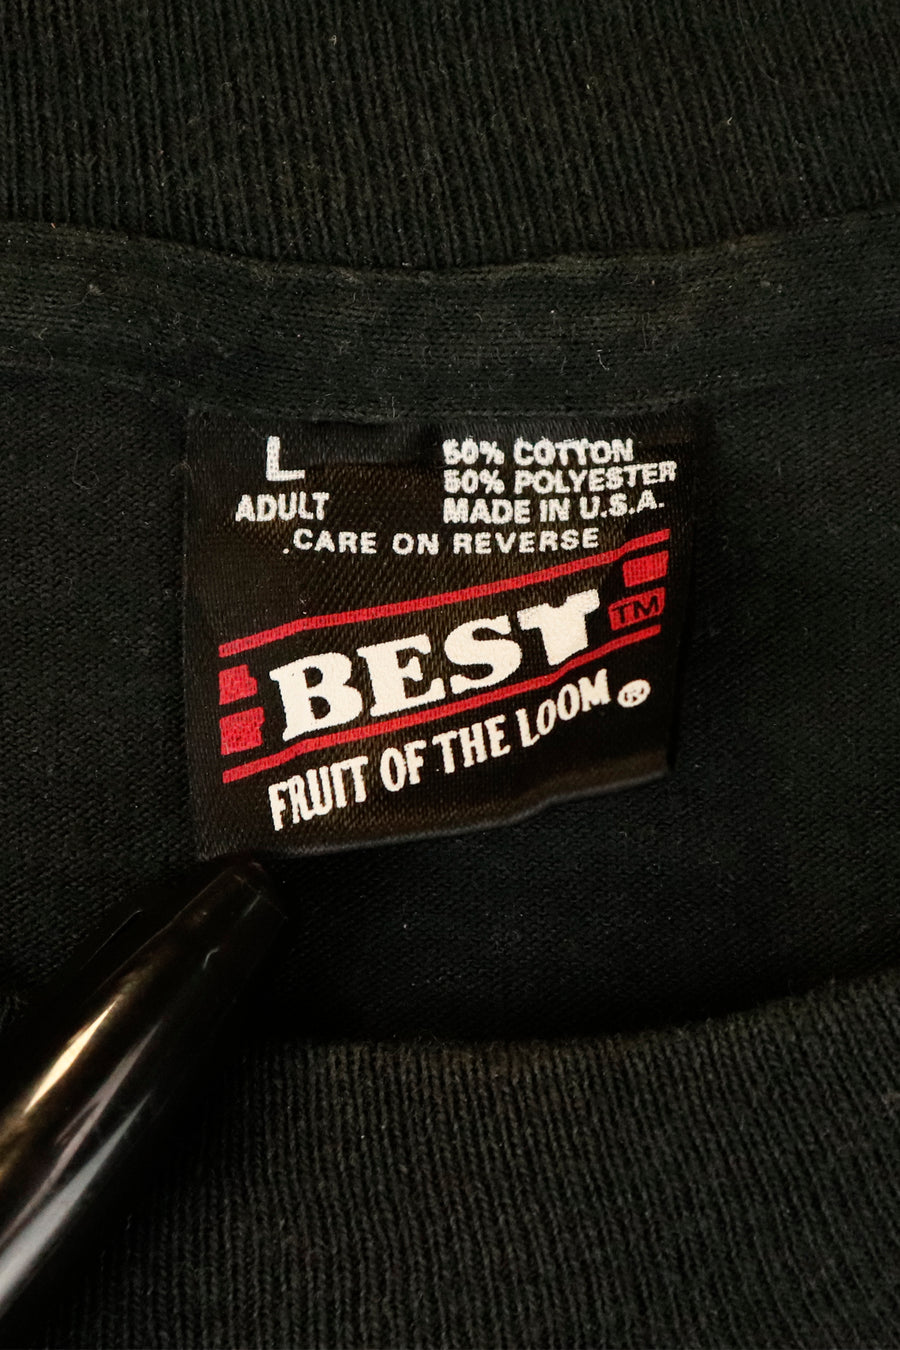 L
ADULT
50% COTTON
50% POLYESTER
MADE IN U.S.A.
.CARE ON REVERSE
BEST TM
FRUIT OF THE LOOM ®